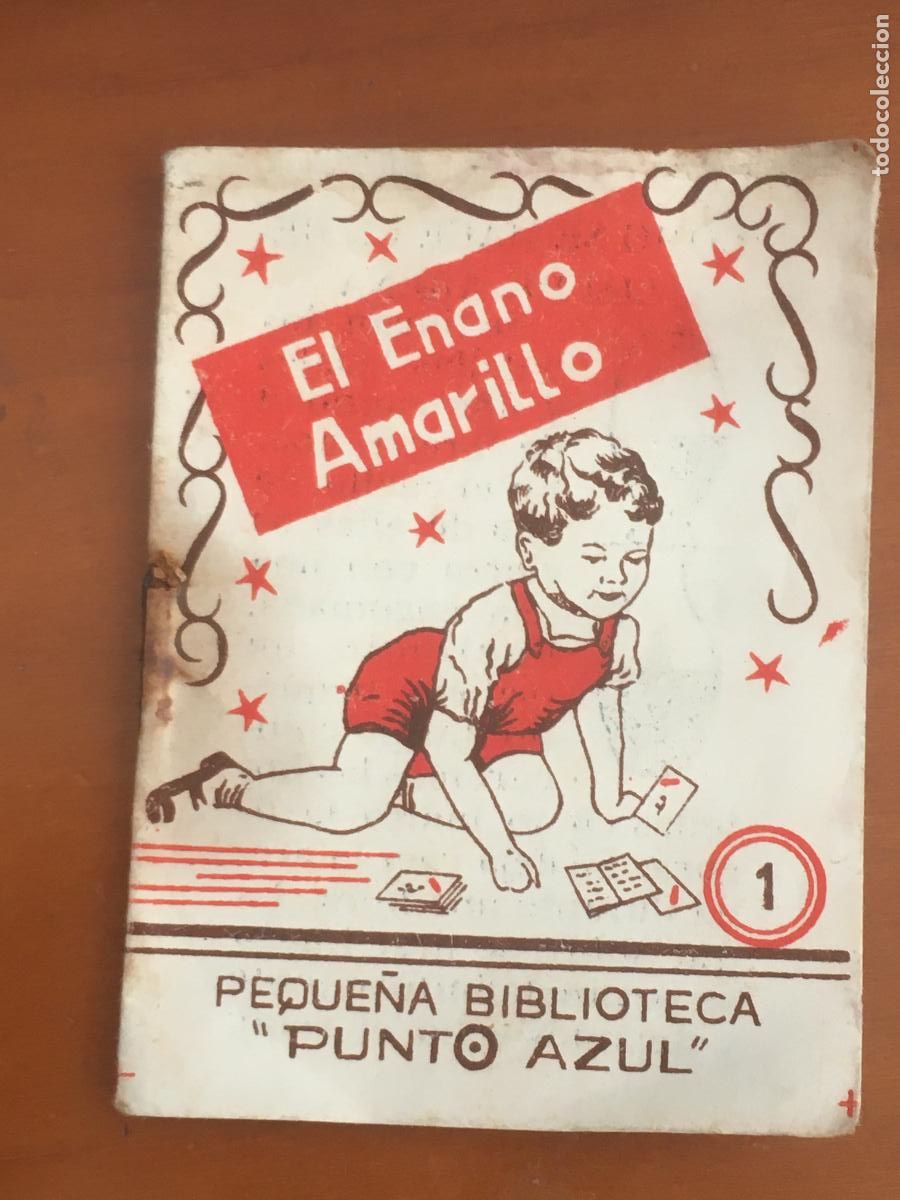 todocoleccion
El Enano
Amarillo
1
PEQUEÑA BIBLIOTECA
"PUNTO AZUL"